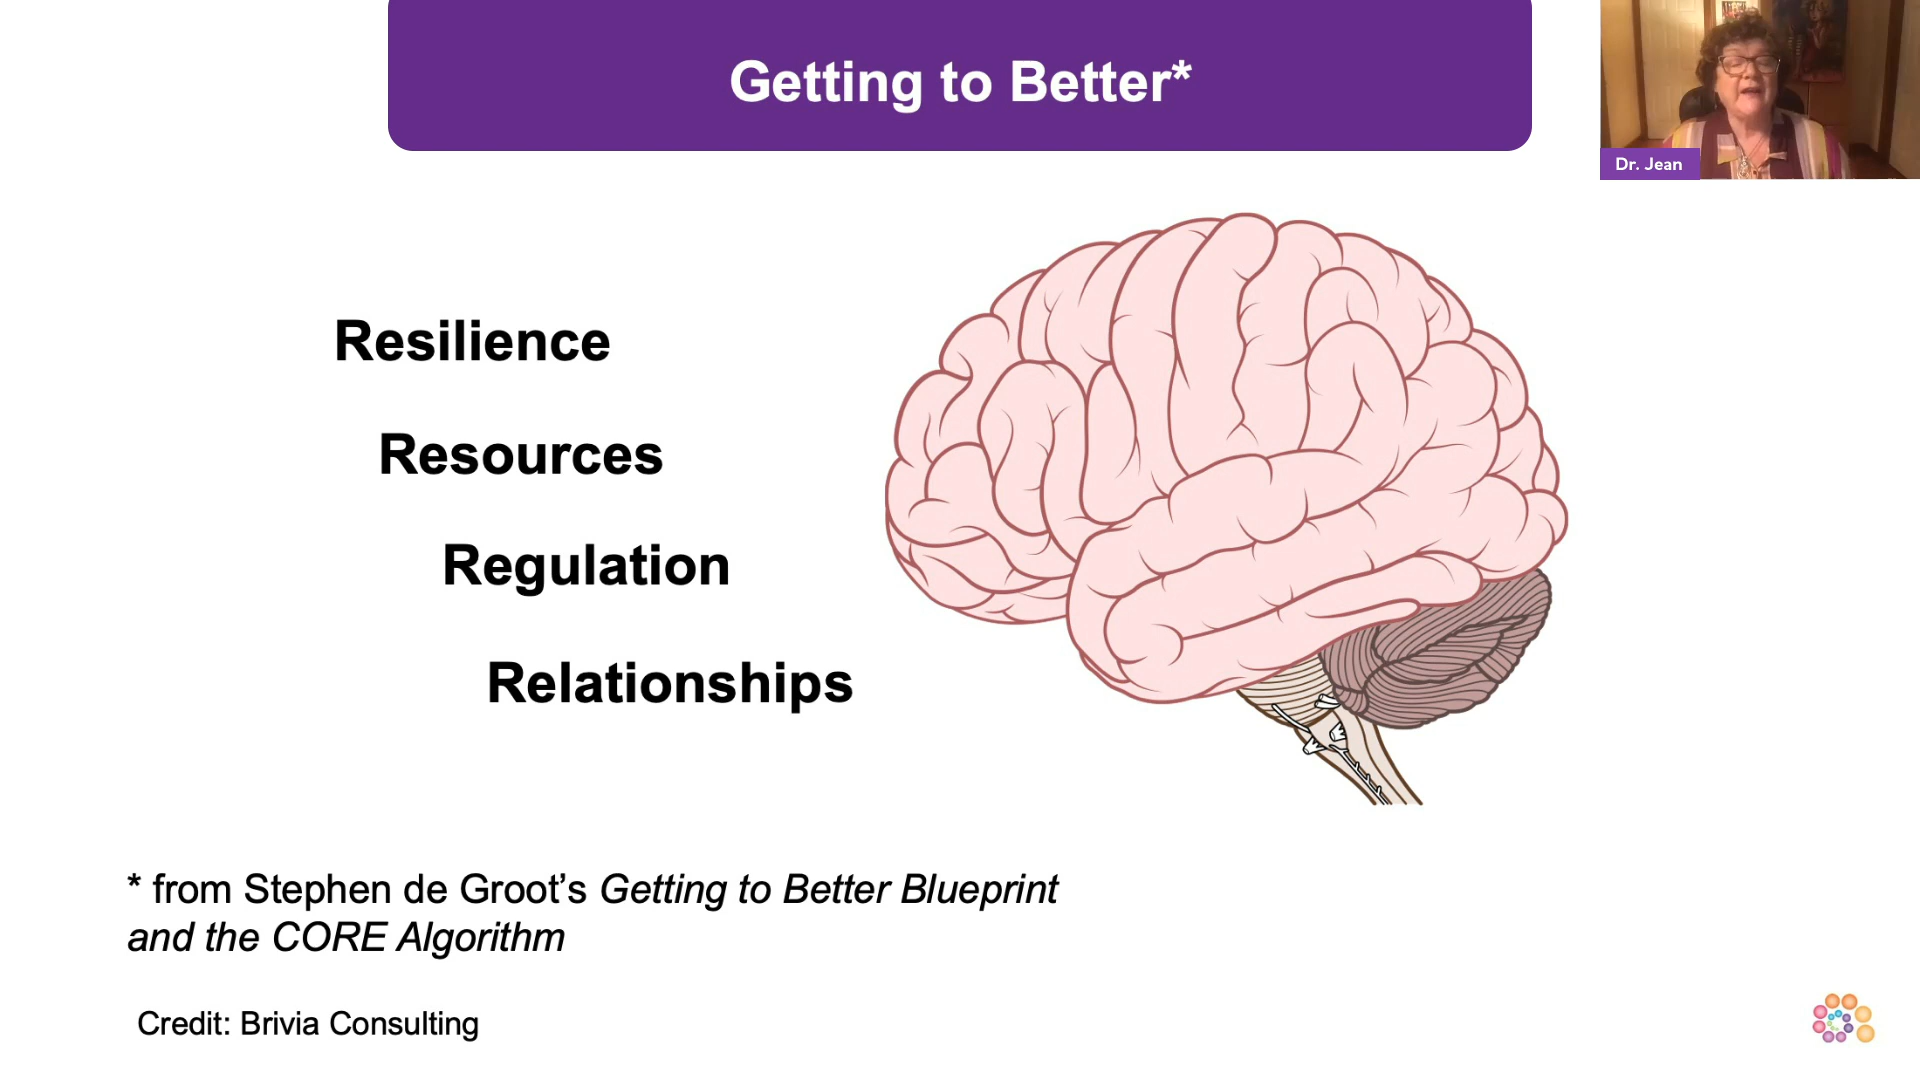 Getting to Better*
Dr. Jean
Resilience
Resources
Regulation
Relationships
* from Stephen de Groot’s Getting to Better Blueprint
and the CORE Algorithm
Credit: Brivia Consulting